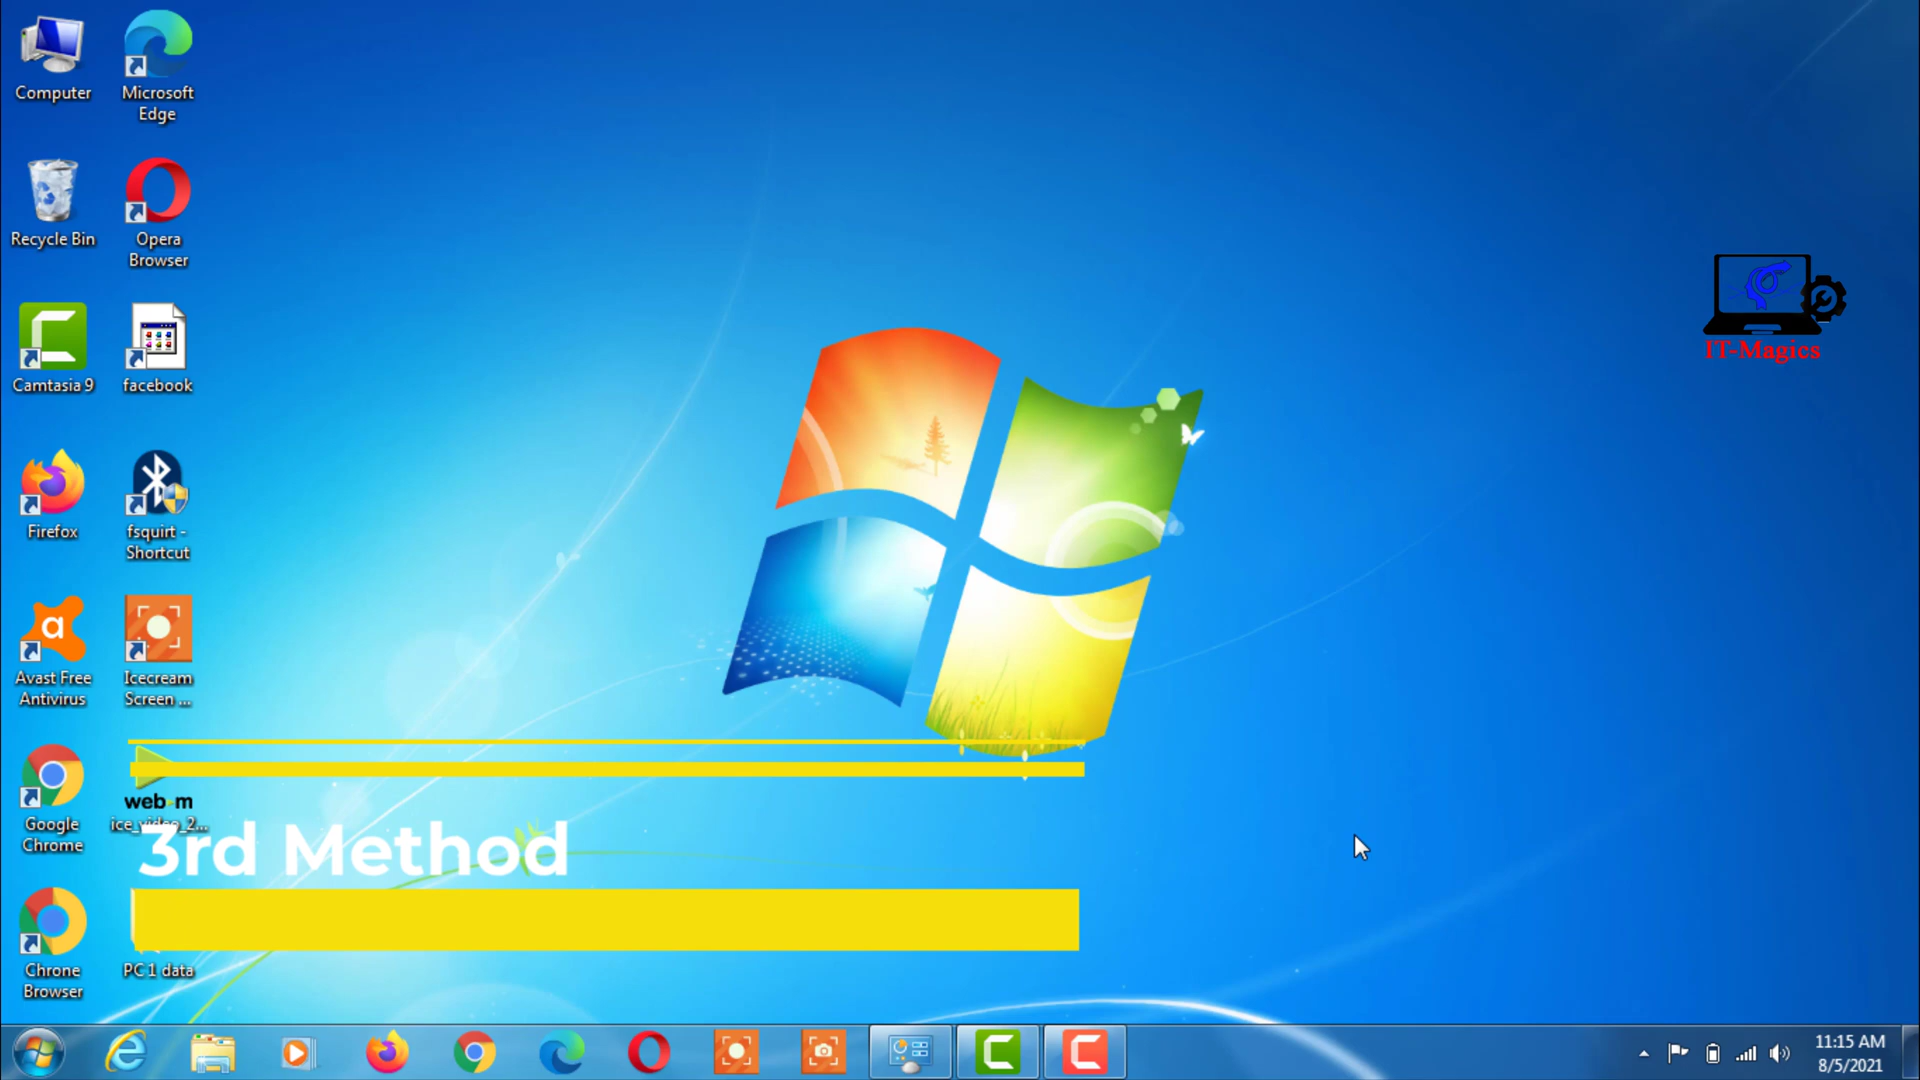 Computer
Microsoft
Edge
Recycle Bin
Opera
Browser
Camtasia 9
facebook
Firefox
fsquirt -
Shortcut
Avast Free
Antivirus
Icecream
Screen ...
Google
Chrome
web-m
ice_video_2...
Chrone
Browser
PC 1 data
IT-Magics
3rd Method
11:15 AM
8/5/2021